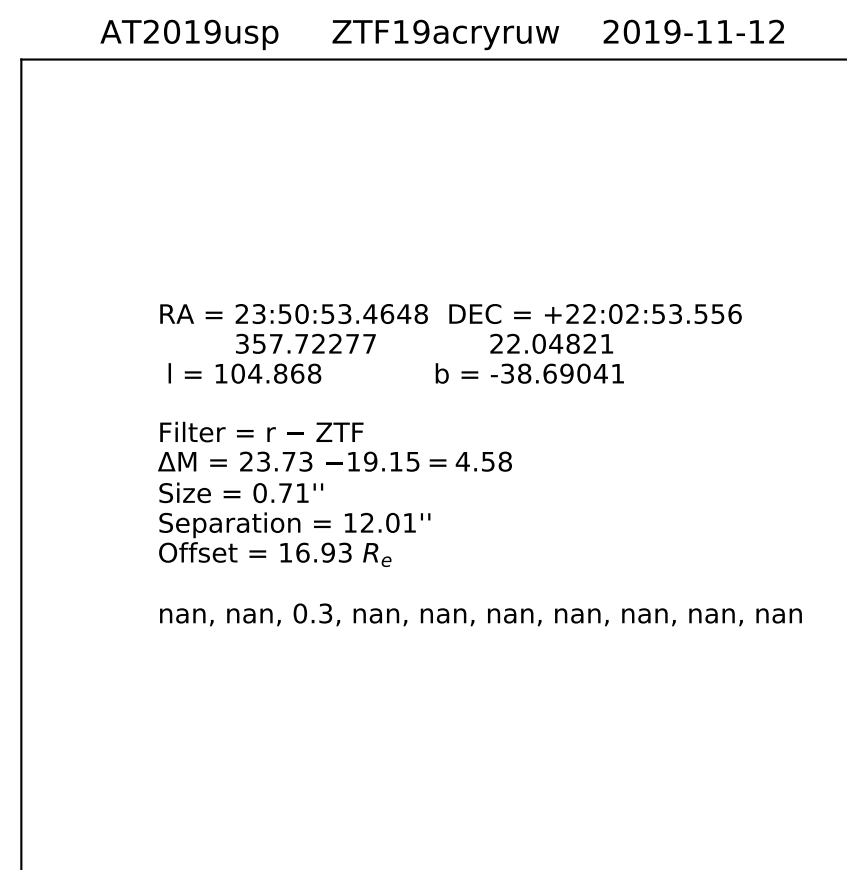 AT2019usp ZTF19acryruw 2019-11-12
RA = 23:50:53.4648 DEC = +22:02:53.556
357.72277 22.04821
l = 104.868 b = -38.69041
Filter = r − ZTF
ΔM = 23.73 −19.15 = 4.58
Size = 0.71''
Separation = 12.01''
Offset = 16.93 Rₑ
nan, nan, 0.3, nan, nan, nan, nan, nan, nan, nan